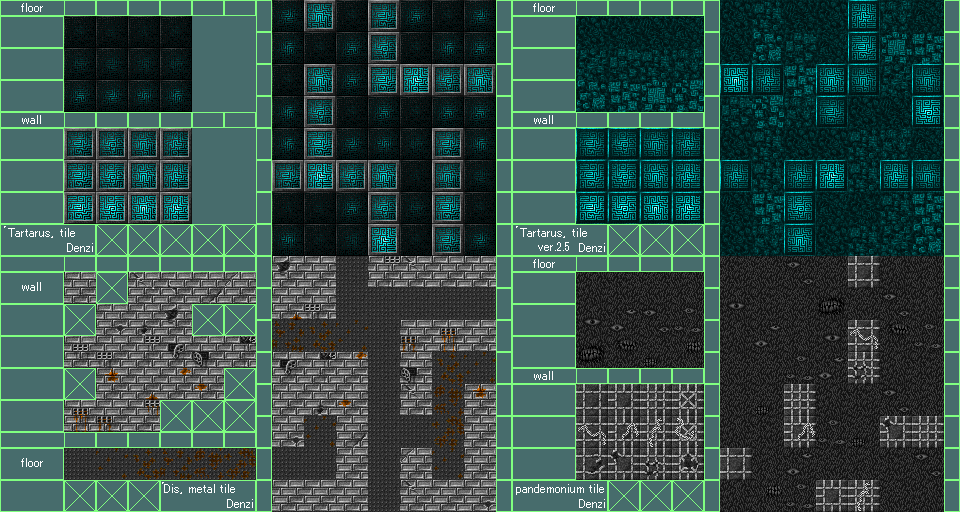 floor
wall
'Tartarus, tile
Denzi
floor
wall
'Tartarus, tile
ver.2.5 Denzi
wall
floor
'Dis, metal tile
Denzi
floor
wall
pandemonium tile
Denzi